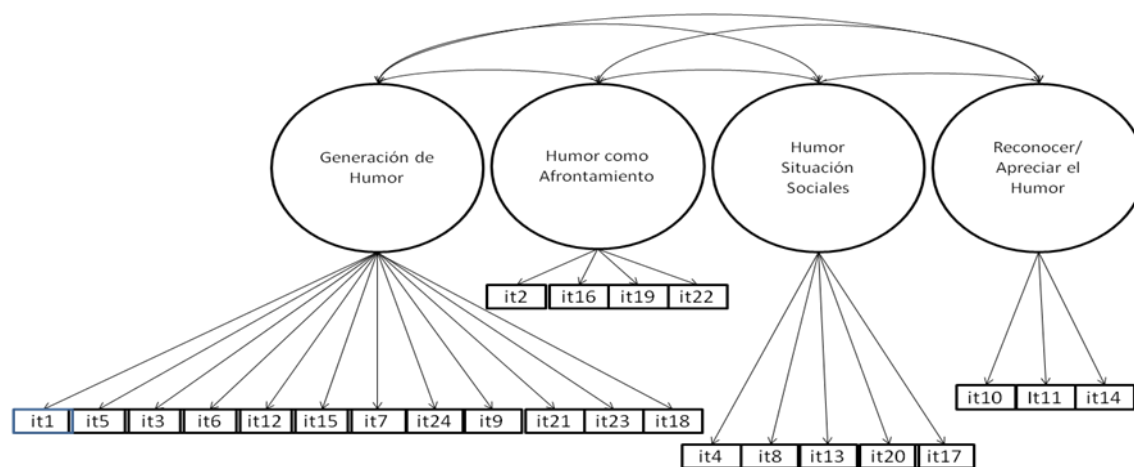 Generación de
Humor
Humor como
Afrontamiento
Humor
Situación
Sociales
Reconocer/
Apreciar el
Humor
it2 it16 it19 it22
it10 It11 it14
it1 it5 it3 it6 it12 it15 it7 it24 it9 it21 it23 it18
it4 it8 it13 it20 it17